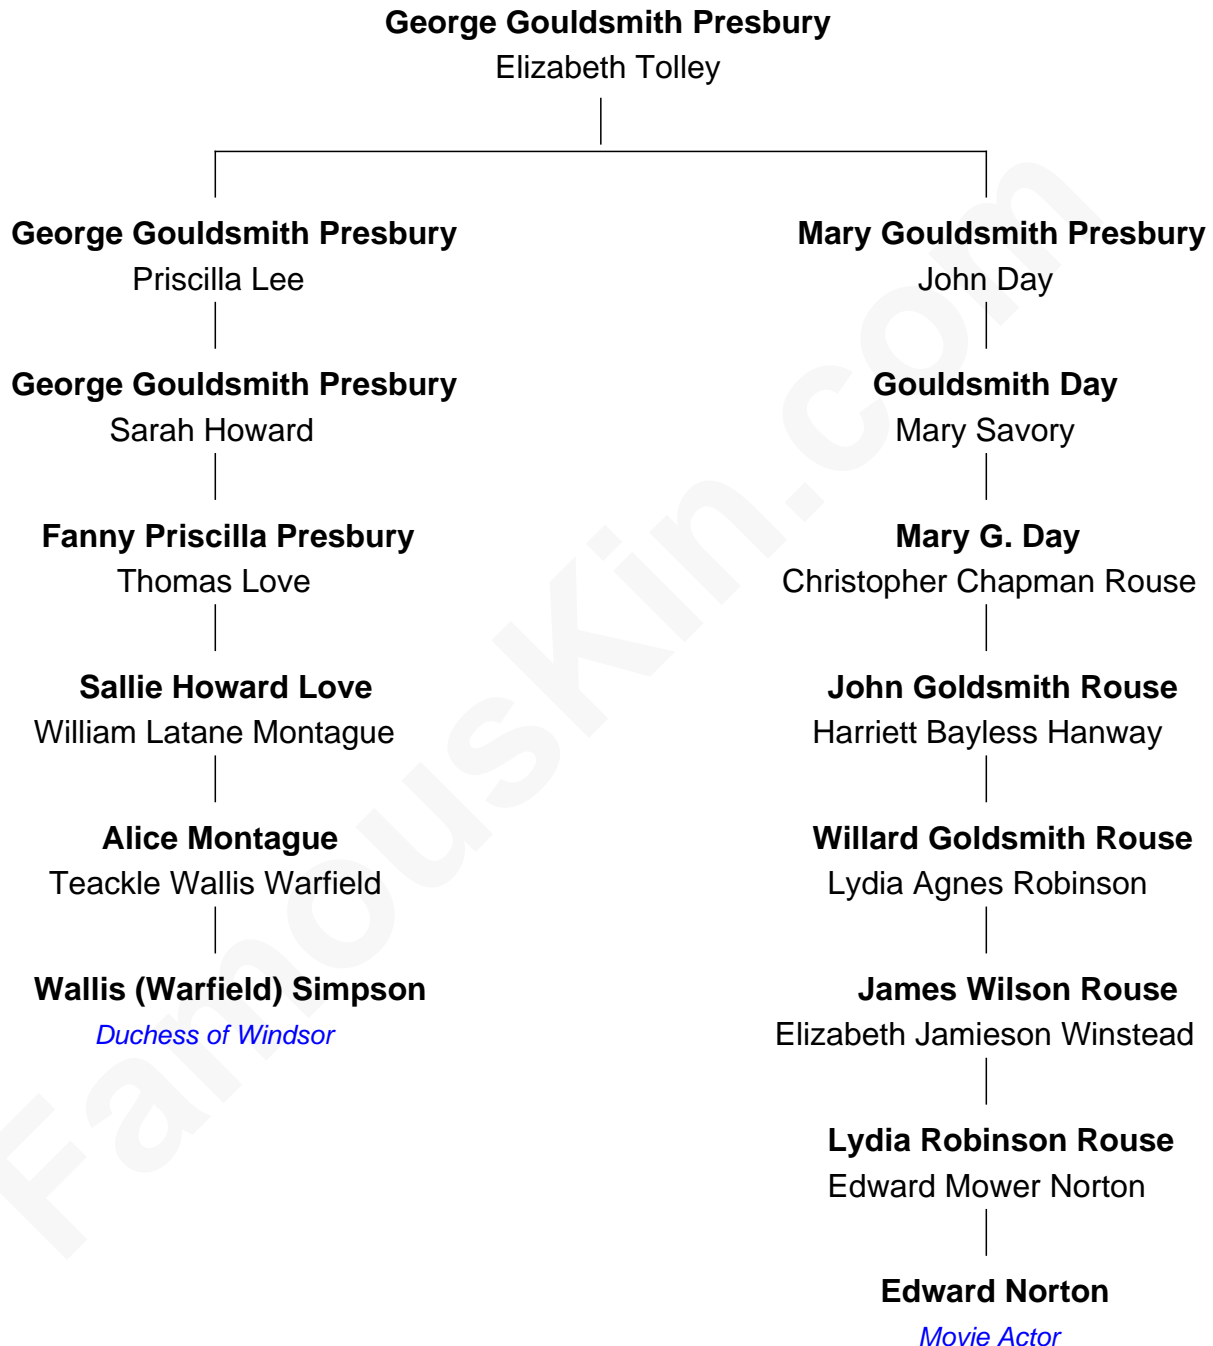 George Gouldsmith Presbury
Elizabeth Tolley
George Gouldsmith Presbury
Priscilla Lee
George Gouldsmith Presbury
Sarah Howard
Fanny Priscilla Presbury
Thomas Love
Sallie Howard Love
William Latane Montague
Alice Montague
Teackle Wallis Warfield
Wallis (Warfield) Simpson
Duchess of Windsor
Mary Gouldsmith Presbury
John Day
Gouldsmith Day
Mary Savory
Mary G. Day
Christopher Chapman Rouse
John Goldsmith Rouse
Harriett Bayless Hanway
Willard Goldsmith Rouse
Lydia Agnes Robinson
James Wilson Rouse
Elizabeth Jamieson Winstead
Lydia Robinson Rouse
Edward Mower Norton
Edward Norton
Movie Actor
FamousKin.com